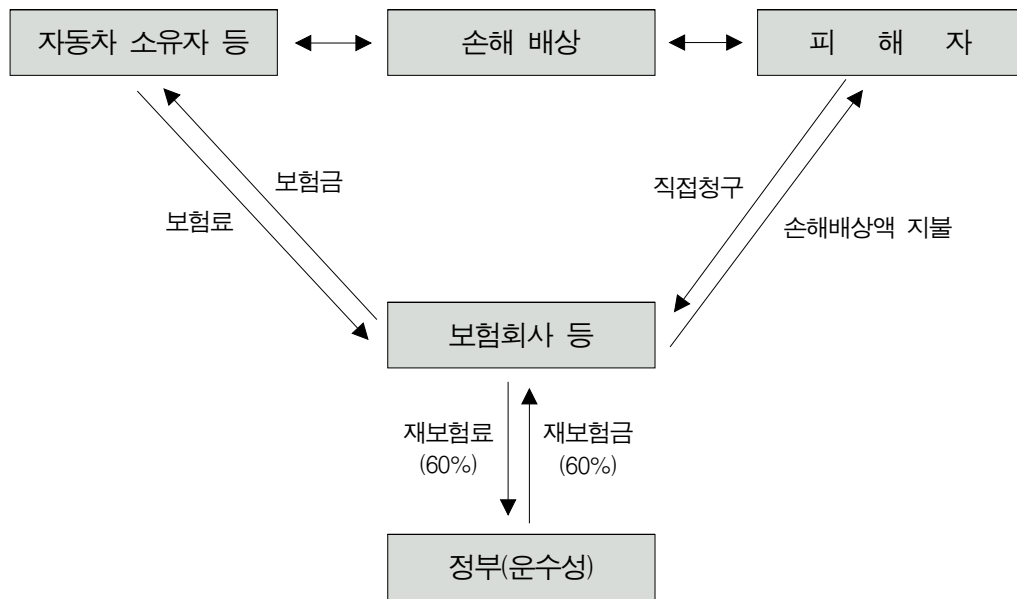 자동차 소유자 등
손해 배상
피 해 자
보험금
보험료
직접청구
손해배상액 지불
보험회사 등
재보험료
(60%)
재보험금
(60%)
정부(운수성)